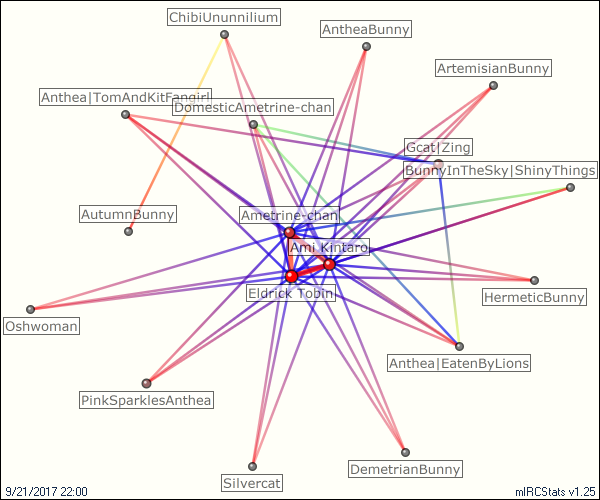 ChibiUnunnilium
AntheaBunny
ArtemisianBunny
Anthea|TomAndKitFangirl
DomesticAmetrine-chan
Gcat|Zing
BunnyInTheSky|ShinyThings
AutumnBunny
Ametrine-chan
Ami_Kintaro
Eldrick_Tobin
HermeticBunny
Oshwoman
Anthea|EatenByLions
PinkSparklesAnthea
DemetrianBunny
Silvercat
9/21/2017 22:00
mIRCStats v1.25